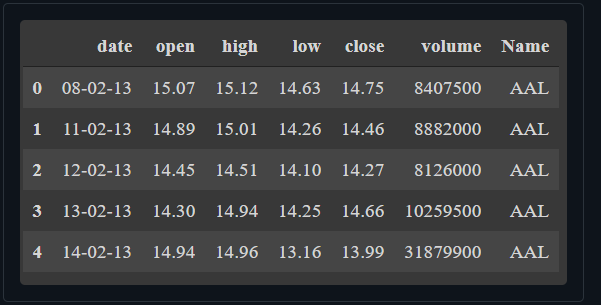 date open high low close volume Name
0 08-02-13 15.07 15.12 14.63 14.75 8407500 AAL
1 11-02-13 14.89 15.01 14.26 14.46 8882000 AAL
2 12-02-13 14.45 14.51 14.10 14.27 8126000 AAL
3 13-02-13 14.30 14.94 14.25 14.66 10259500 AAL
4 14-02-13 14.94 14.96 13.16 13.99 31879900 AAL